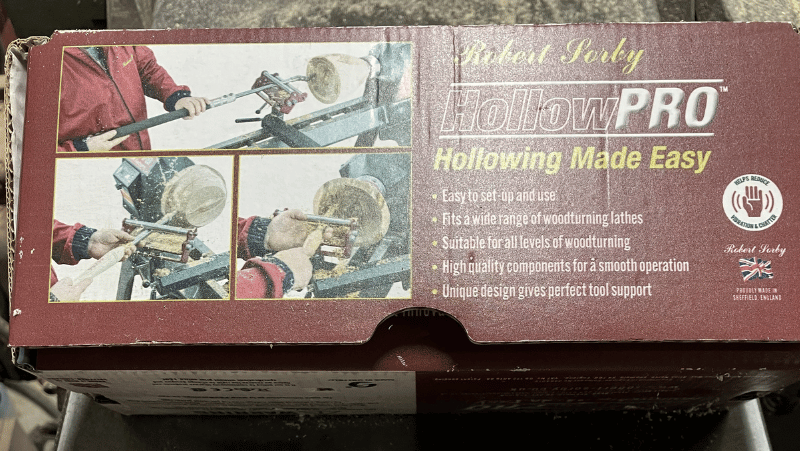 Robert Sorby
HollowPRO™
Hollowing Made Easy
• Easy to set-up and use
• Fits a wide range of woodturning lathes
• Suitable for all levels of woodturning
• High quality components for a smooth operation
• Unique design gives perfect tool support
HELPS REDUCE
VIBRATION & CHATTER
Robert Sorby
PROUDLY MADE IN
SHEFFIELD, ENGLAND